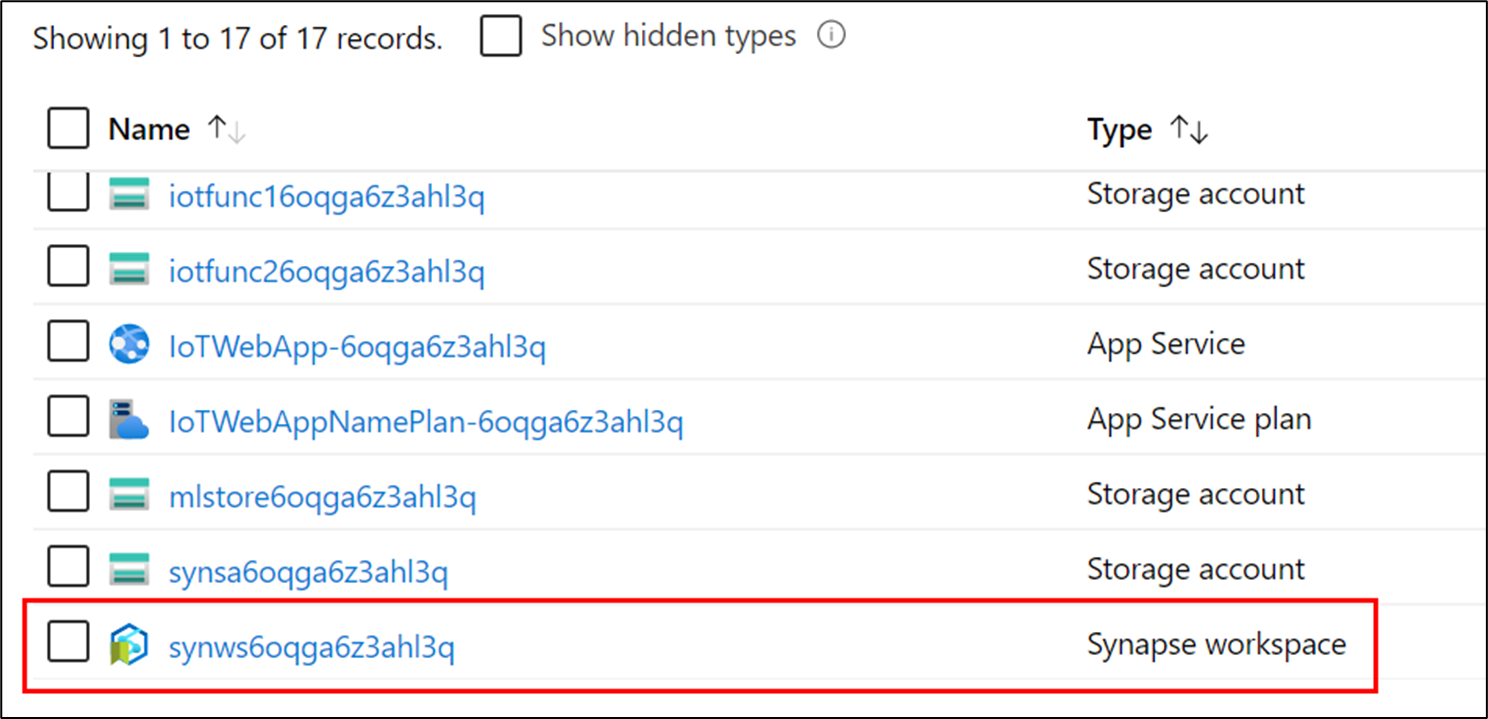 Showing 1 to 17 of 17 records. Show hidden types
Name Type
iotfunc16oqga6z3ahl3q Storage account
iotfunc26oqga6z3ahl3q Storage account
IoTWebApp-6oqga6z3ahl3q App Service
IoTWebAppNamePlan-6oqga6z3ahl3q App Service plan
mlstore6oqga6z3ahl3q Storage account
synsa6oqga6z3ahl3q Storage account
synws6oqga6z3ahl3q Synapse workspace